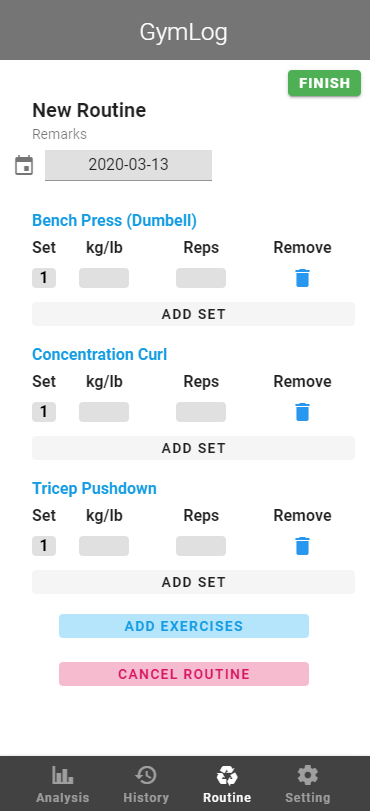 GymLog
FINISH
New Routine
Remarks
2020-03-13
Bench Press (Dumbell)
Set kg/lb Reps Remove
1
ADD SET
Concentration Curl
Set kg/lb Reps Remove
1
ADD SET
Tricep Pushdown
Set kg/lb Reps Remove
1
ADD SET
ADD EXERCISES
CANCEL ROUTINE
Analysis History Routine Setting